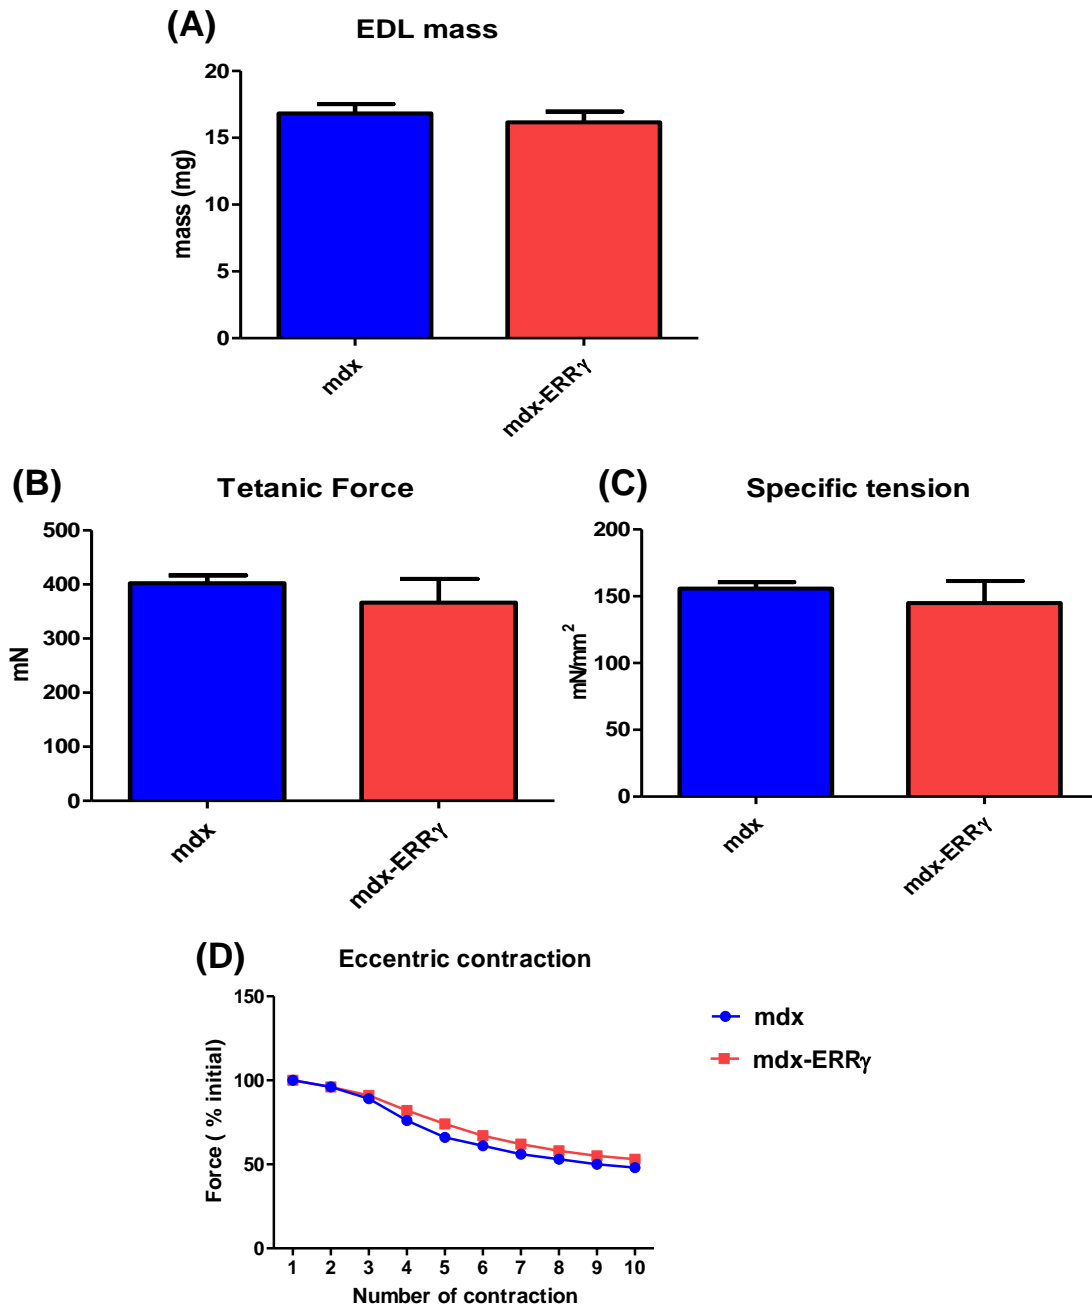 (A)
EDL mass
20
15
10
5
0
mass (mg)
mdx
mdx-ERRγ
(B)
Tetanic Force
500
400
300
200
100
0
mN
mdx
mdx-ERRγ
(C)
Specific tension
200
150
100
50
0
mN/mm²
mdx
mdx-ERRγ
(D)
Eccentric contraction
150
100
50
0
Force ( % initial)
1 2 3 4 5 6 7 8 9 10
Number of contraction
mdx
mdx-ERRγ